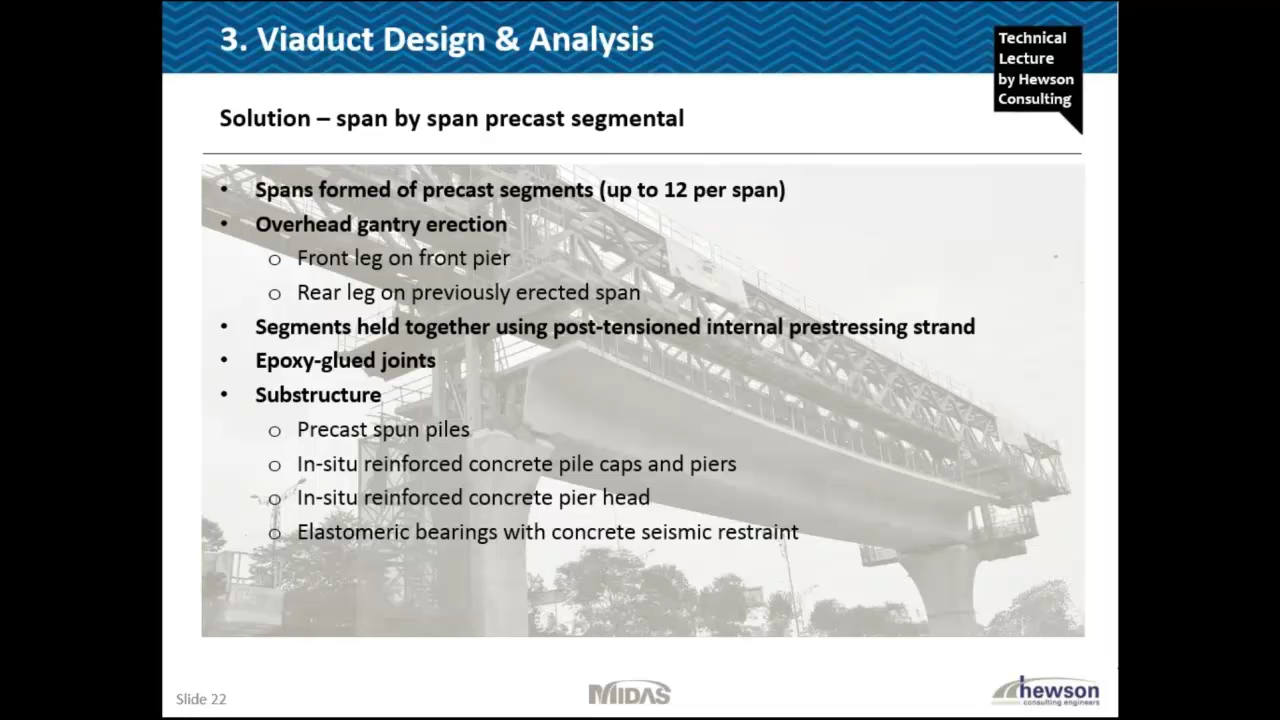 3. Viaduct Design & Analysis
Technical
Lecture
by Hewson
Consulting
Solution – span by span precast segmental
• Spans formed of precast segments (up to 12 per span)
• Overhead gantry erection
o Front leg on front pier
o Rear leg on previously erected span
• Segments held together using post-tensioned internal prestressing strand
• Epoxy-glued joints
• Substructure
o Precast spun piles
o In-situ reinforced concrete pile caps and piers
o In-situ reinforced concrete pier head
o Elastomeric bearings with concrete seismic restraint
Slide 22
MIDAS
hewson
consulting engineers